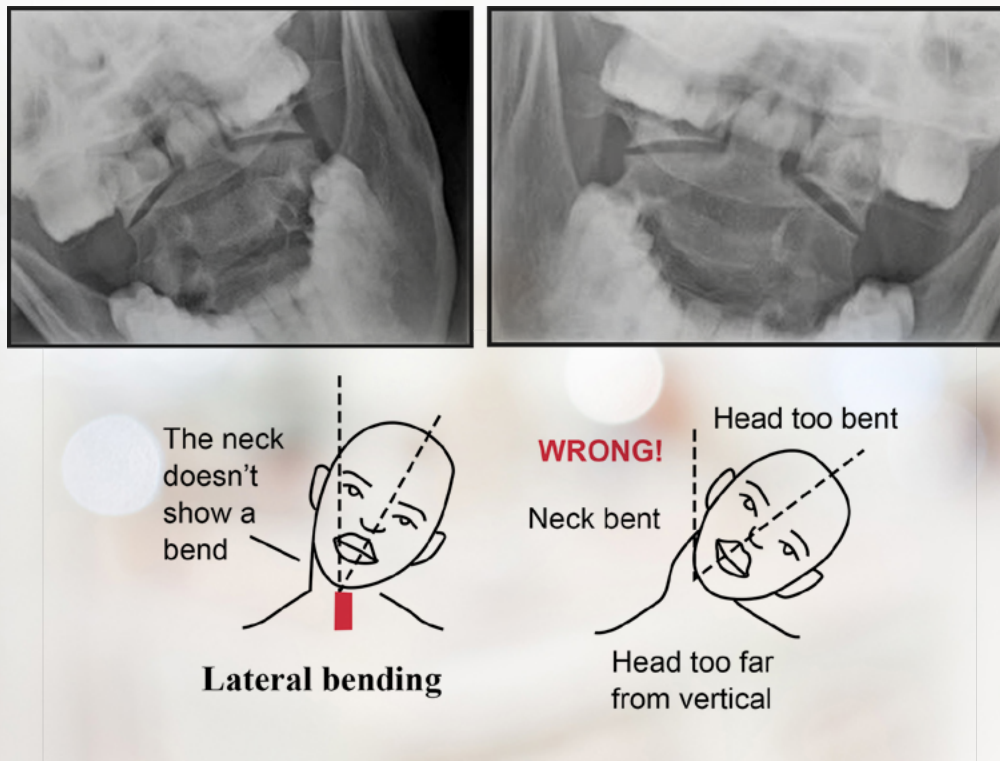 The neck
doesn't
show a
bend
Lateral bending
WRONG!
Head too bent
Neck bent
Head too far
from vertical